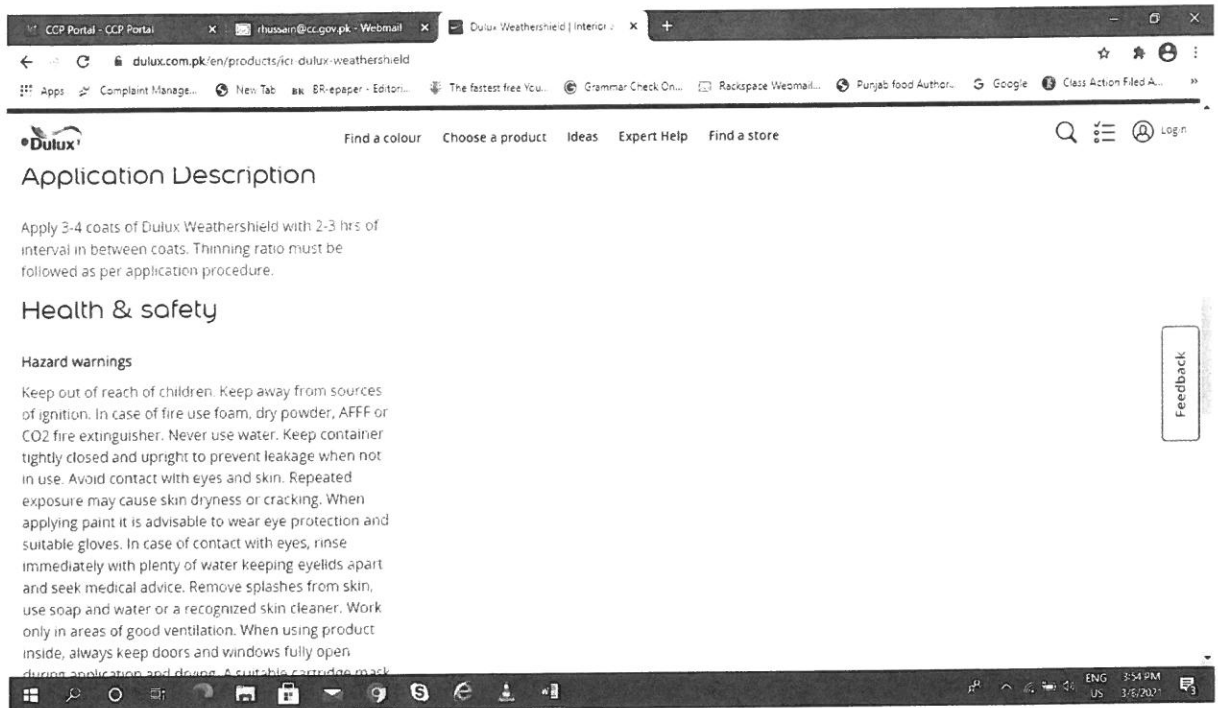 CCP Portal - CCP Portal
rhussain@cc.gov.pk - Webmail
Dulux Weathershield | Interior
dulux.com.pk/en/products/ici-dulux-weathershield
Apps Complaint Manage... New Tab BR-epaper - Editori... The fastest free You... Grammar Check On... Rackspace Webmail... Punjab food Author... G Google Class Action Filed A... »
Dulux Find a colour Choose a product Ideas Expert Help Find a store Login
Application Description
Apply 3-4 coats of Dulux Weathershield with 2-3 hrs of
interval in between coats. Thinning ratio must be
followed as per application procedure.
Health & safety
Hazard warnings
Keep out of reach of children. Keep away from sources
of ignition. In case of fire use foam, dry powder, AFFF or
CO2 fire extinguisher. Never use water. Keep container
tightly closed and upright to prevent leakage when not
in use. Avoid contact with eyes and skin. Repeated
exposure may cause skin dryness or cracking. When
applying paint it is advisable to wear eye protection and
suitable gloves. In case of contact with eyes, rinse
immediately with plenty of water keeping eyelids apart
and seek medical advice. Remove splashes from skin,
use soap and water or a recognized skin cleaner. Work
only in areas of good ventilation. When using product
inside, always keep doors and windows fully open
during application and drying. A suitable cartridge mask
Feedback
ENG 3:54 PM
US 3/8/2021